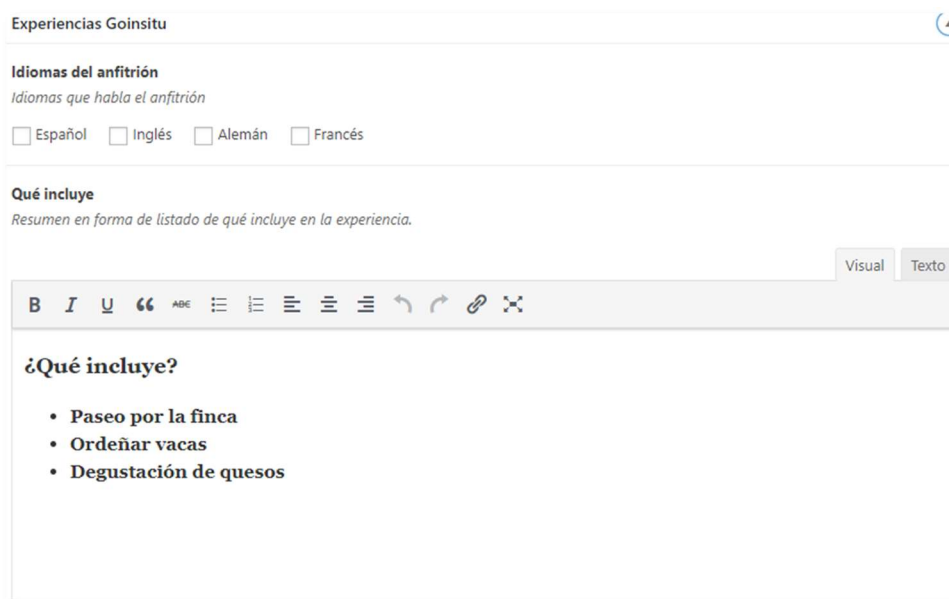 Experiencias Goinsitu
Idiomas del anfitrión
Idiomas que habla el anfitrión
Español Inglés Alemán Francés
Qué incluye
Resumen en forma de listado de qué incluye en la experiencia.
Visual Texto
B I U ABC
¿Qué incluye?
• Paseo por la finca
• Ordeñar vacas
• Degustación de quesos